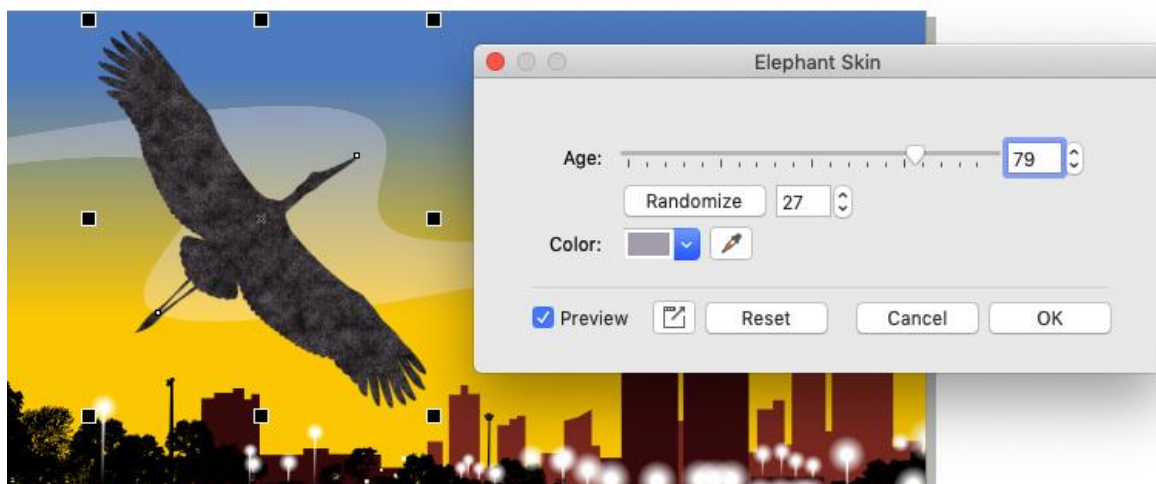 Elephant Skin
Age: 79
Randomize 27
Color:
Preview Reset Cancel OK